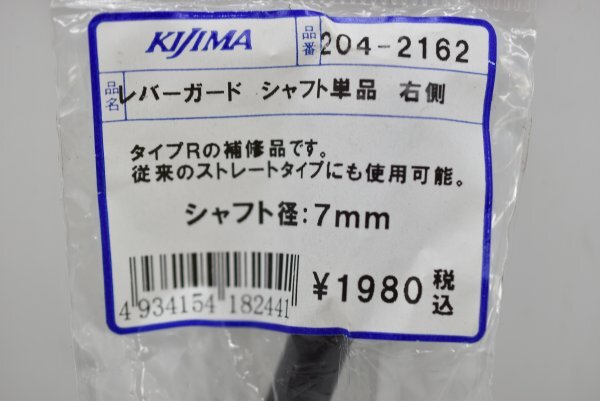 KIJIMA 品番 204-2162
品名 レバーガード シャフト単品 右側
タイプRの補修品です。
従来のストレートタイプにも使用可能。
シャフト径:7mm
¥1980 税込
4 934154 182441